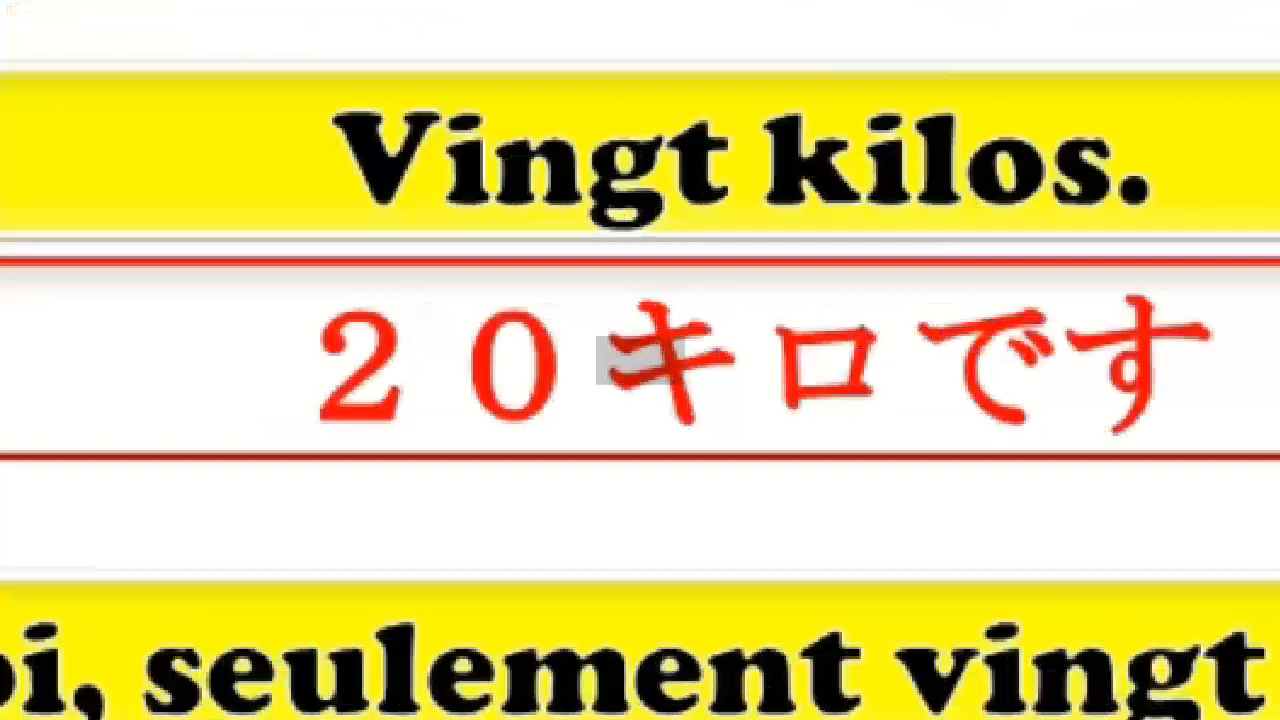 Vingt kilos.
２０キロです
seulement vingt